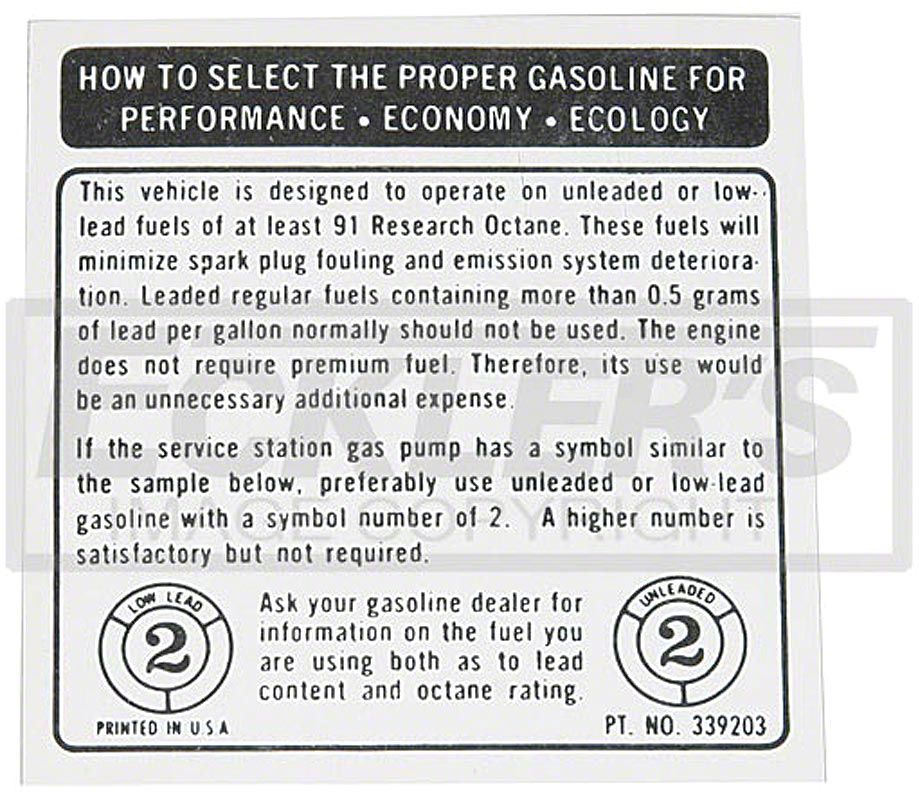 HOW TO SELECT THE PROPER GASOLINE FOR
PERFORMANCE • ECONOMY • ECOLOGY
This vehicle is designed to operate on unleaded or low-
lead fuels of at least 91 Research Octane. These fuels will
minimize spark plug fouling and emission system deteriora-
tion. Leaded regular fuels containing more than 0.5 grams
of lead per gallon normally should not be used. The engine
does not require premium fuel. Therefore, its use would
be an unnecessary additional expense.
If the service station gas pump has a symbol similar to
the sample below, preferably use unleaded or low-lead
gasoline with a symbol number of 2. A higher number is
satisfactory but not required.
LOW LEAD
2
Ask your gasoline dealer for
information on the fuel you
are using both as to lead
content and octane rating.
UNLEADED
2
PRINTED IN U.S.A
PT. NO. 339203
ECKLER'S
IMAGE COPYRIGHT